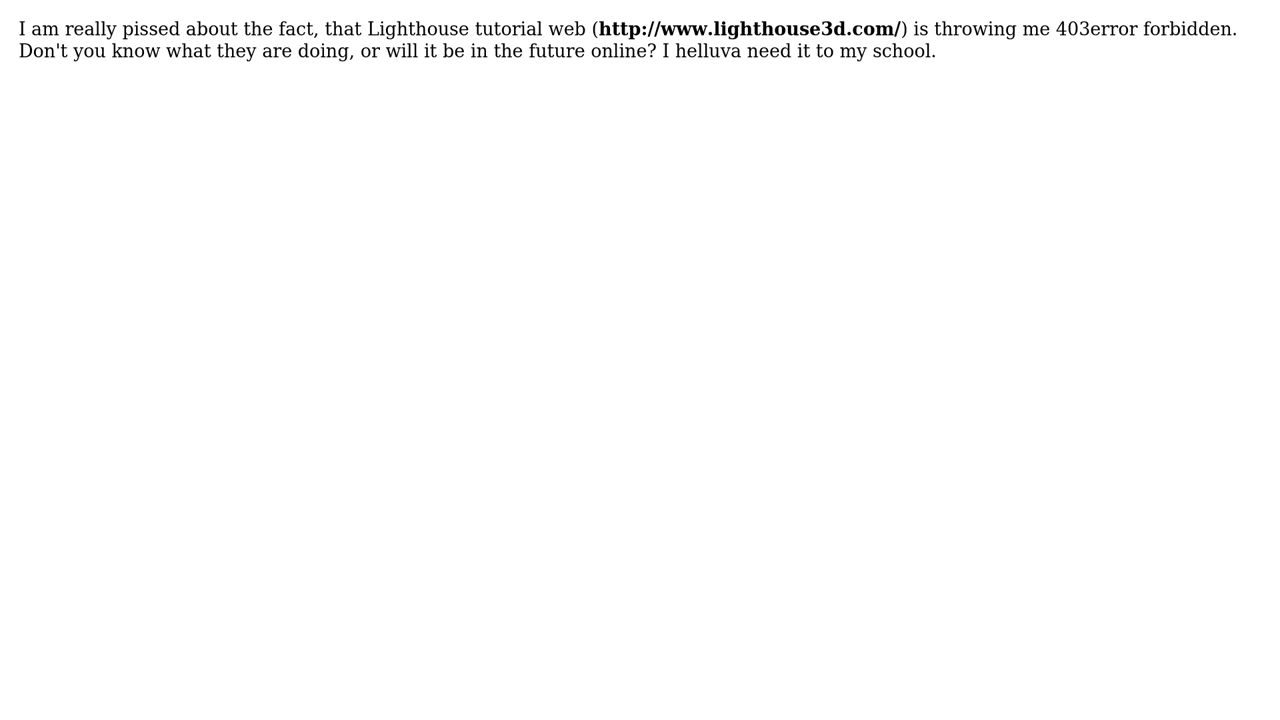 I am really pissed about the fact, that Lighthouse tutorial web (http://www.lighthouse3d.com/) is throwing me 403error forbidden.
Don't you know what they are doing, or will it be in the future online? I helluva need it to my school.